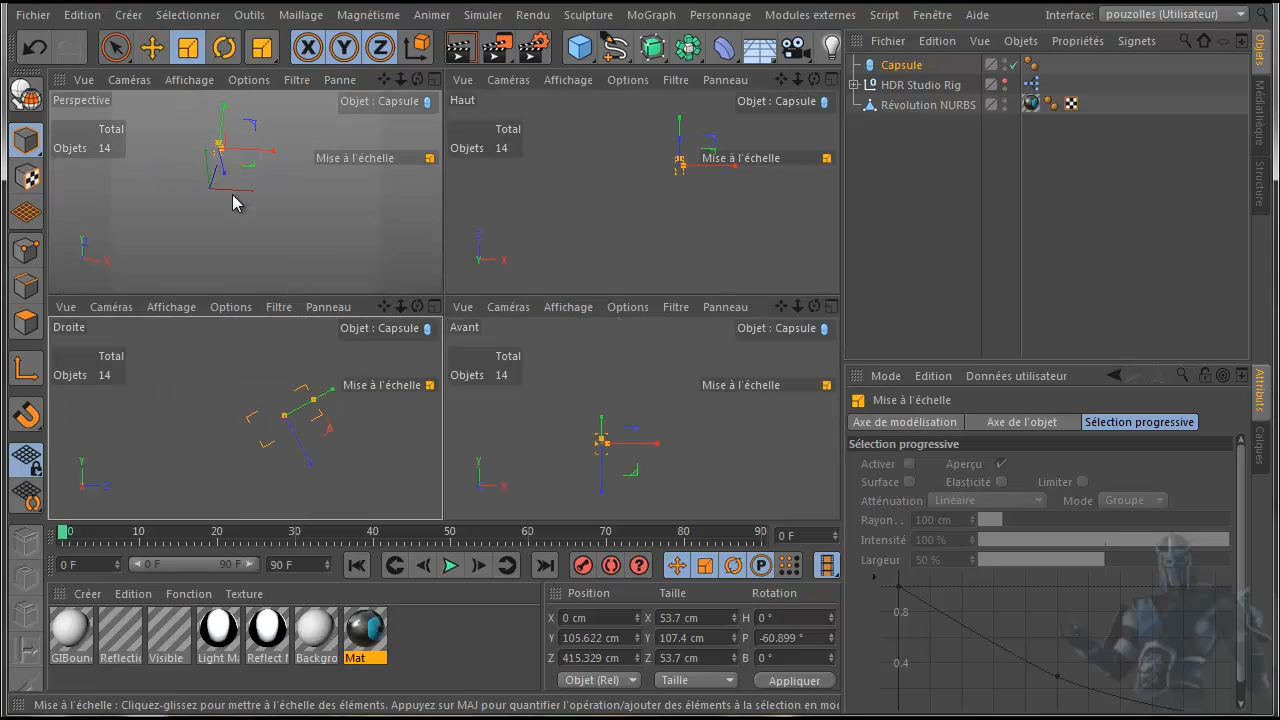 Fichier Edition Créer Sélectionner Outils Maillage Magnétisme Animer Simuler Rendu Sculpture MoGraph Personnage Modules externes Script Fenêtre Aide Interface: pouzolles (Utilisateur)
X Y Z
Fichier Edition Vue Objets Propriétés Signets
Capsule
HDR Studio Rig
Révolution NURBS
Objets
Médiathèque
Structure
Vue Caméras Affichage Options Filtre Panne
Perspective
Objet : Capsule
Total
Objets 14
Mise à l'échelle
Y Z X
Vue Caméras Affichage Options Filtre Panneau
Haut
Objet : Capsule
Total
Objets 14
Mise à l'échelle
Z Y X
Vue Caméras Affichage Options Filtre Panneau
Droite
Objet : Capsule
Total
Objets 14
Mise à l'échelle
Y X Z
Vue Caméras Affichage Options Filtre Panneau
Avant
Objet : Capsule
Total
Objets 14
Mise à l'échelle
Y Z X
Mode Edition Données utilisateur
Mise à l'échelle
Axe de modélisation Axe de l'objet Sélection progressive
Sélection progressive
Activer Aperçu
Surface Elasticité Limiter
Atténuation Lineaire Mode Groupe
Rayon . . 100 cm
Intensité 100 %
Largeur 50 %
0.8
0.4
Attributs
Calques
0 10 20 30 40 50 60 70 80 90 0 F
0 F 0 F 90 F 90 F
P
Créer Edition Fonction Texture
GIBoun Reflectio Visible Light Ma Reflect M Backgro Mat
Position Taille Rotation
X 0 cm X 53.7 cm H 0 °
Y 105.622 cm Y 107.4 cm P -60.899 °
Z 415.329 cm Z 53.7 cm B 0 °
Objet (Rel) Taille Appliquer
Mise à l'échelle : Cliquez-glissez pour mettre à l'échelle des éléments. Appuyez sur MAJ pour quantifier l'opération/ajouter des éléments à la sélection en mo